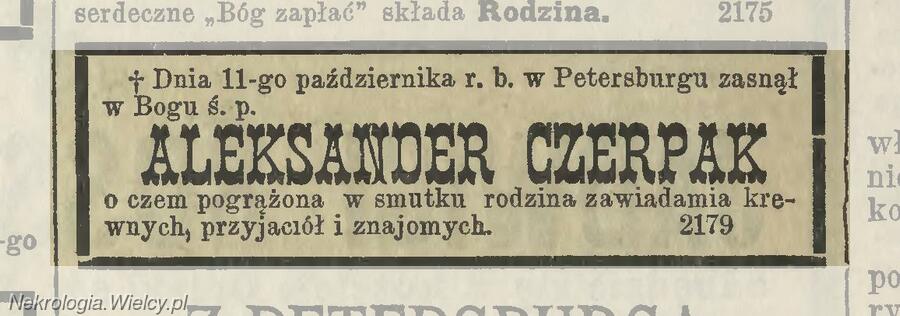 serdeczne „Bóg zapłać” składa Rodzina. 2175
† Dnia 11-go października r. b. w Petersburgu zasnął
w Bogu ś. p.
ALEKSANDER CZERPAK
o czem pogrążona w smutku rodzina zawiadamia kre-
wnych, przyjaciół i znajomych. 2179
-go
Z PETERSBURGA
Nekrologia.Wielcy.pl